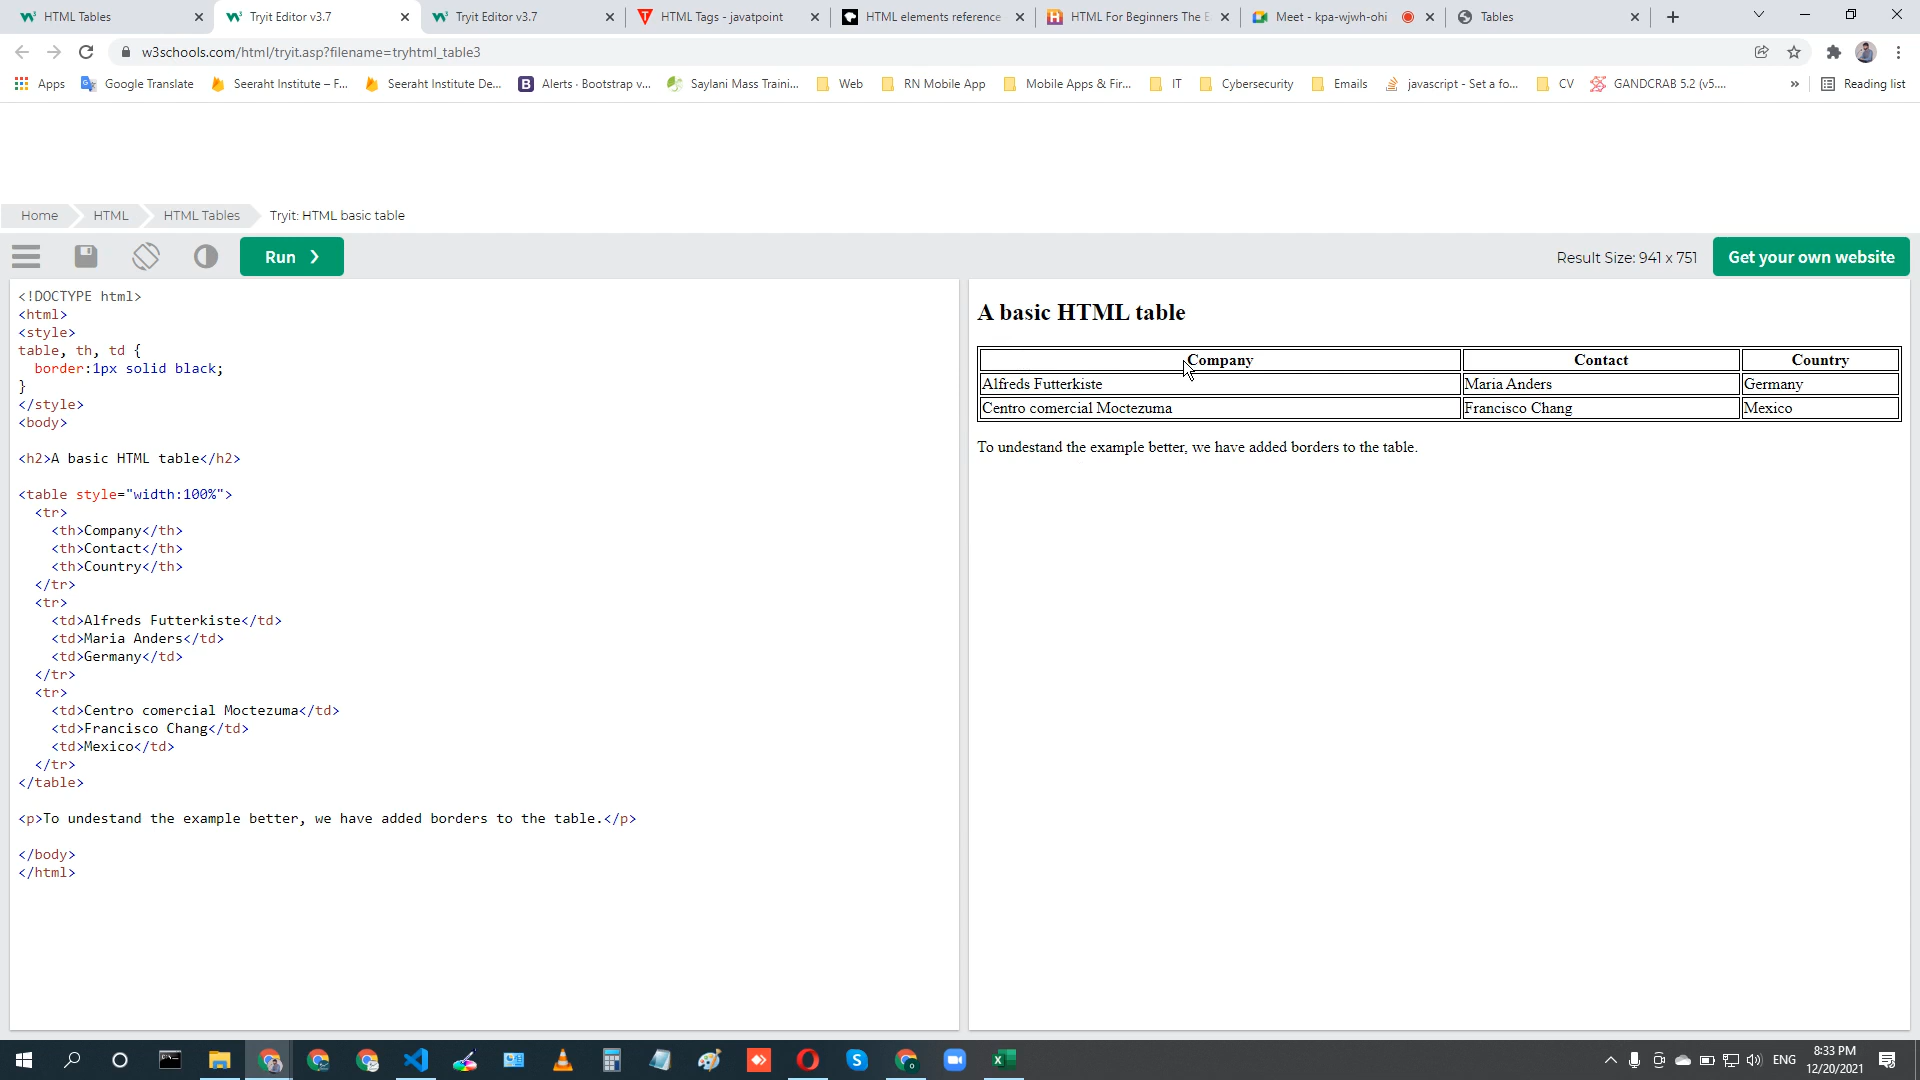 HTML Tables
Tryit Editor v3.7
Tryit Editor v3.7
HTML Tags - javatpoint
HTML elements reference
HTML For Beginners The E
Meet - kpa-wjwh-ohi
Tables
w3schools.com/html/tryit.asp?filename=tryhtml_table3
Apps
Google Translate
Seeraht Institute – F...
Seeraht Institute De...
Alerts · Bootstrap v...
Saylani Mass Traini...
Web
RN Mobile App
Mobile Apps & Fir...
IT
Cybersecurity
Emails
javascript - Set a fo...
CV
GANDCRAB 5.2 (v5....
»
Reading list
Home
HTML
HTML Tables
Tryit: HTML basic table
Run ❯
Result Size: 941 x 751
Get your own website
<!DOCTYPE html>
<html>
<style>
table, th, td {
  border:1px solid black;
}
</style>
<body>
<h2>A basic HTML table</h2>
<table style="width:100%">
  <tr>
    <th>Company</th>
    <th>Contact</th>
    <th>Country</th>
  </tr>
  <tr>
    <td>Alfreds Futterkiste</td>
    <td>Maria Anders</td>
    <td>Germany</td>
  </tr>
  <tr>
    <td>Centro comercial Moctezuma</td>
    <td>Francisco Chang</td>
    <td>Mexico</td>
  </tr>
</table>
<p>To undestand the example better, we have added borders to the table.</p>
</body>
</html>
A basic HTML table
Company Contact Country
Alfreds Futterkiste Maria Anders Germany
Centro comercial Moctezuma Francisco Chang Mexico
To undestand the example better, we have added borders to the table.
ENG
8:33 PM
12/20/2021